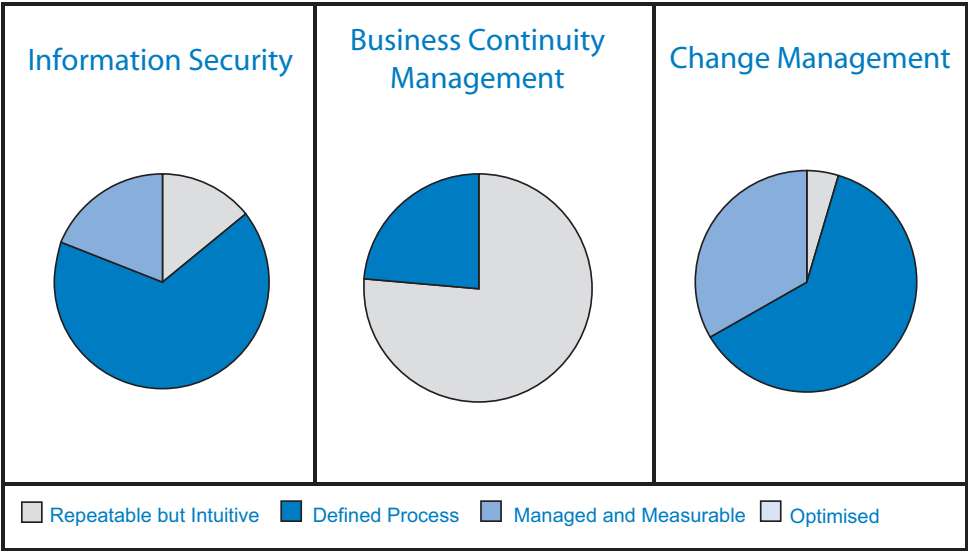 Information Security
Business Continuity
Management
Change Management
Repeatable but Intuitive
Defined Process
Managed and Measurable
Optimised